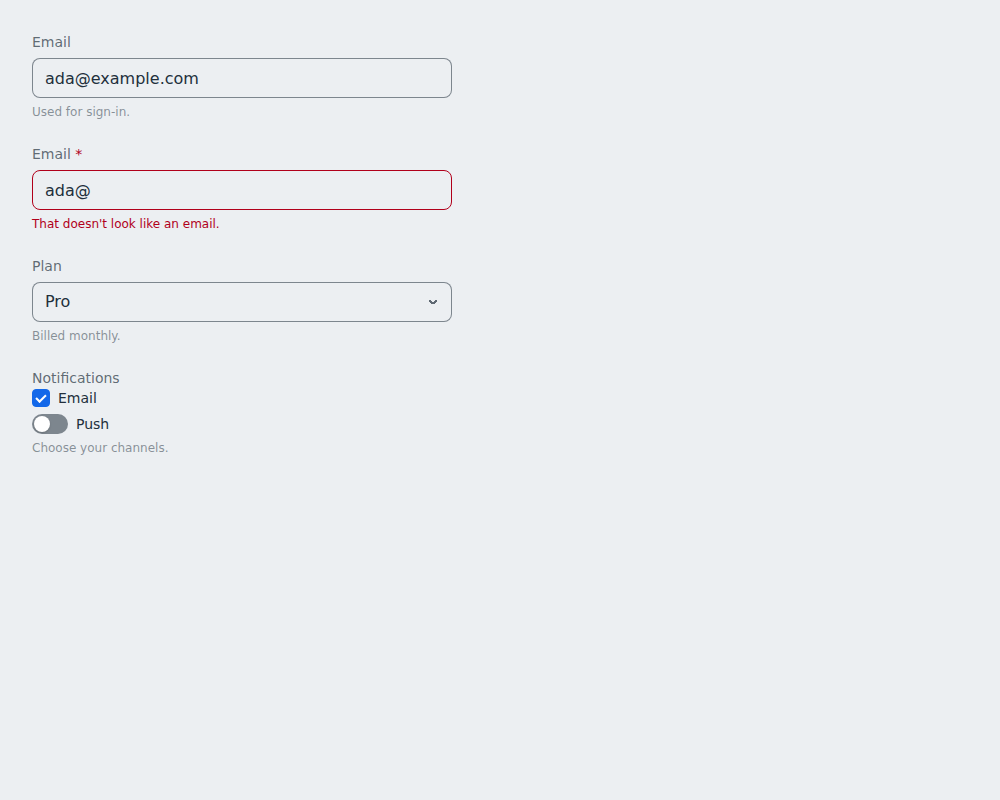 Email
ada@example.com
Used for sign-in.
Email *
ada@
That doesn't look like an email.
Plan
Pro
Billed monthly.
Notifications
Email
Push
Choose your channels.